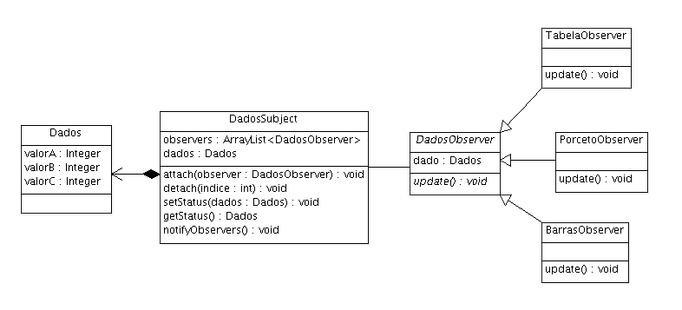 Dados
valorA : Integer
valorB : Integer
valorC : Integer
DadosSubject
observers : ArrayList<DadosObserver>
dados : Dados
attach(observer : DadosObserver) : void
detach(indice : int) : void
setStatus(dados : Dados) : void
getStatus() : Dados
notifyObservers() : void
DadosObserver
dado : Dados
update() : void
TabelaObserver
update() : void
PorcetoObserver
update() : void
BarrasObserver
update() : void